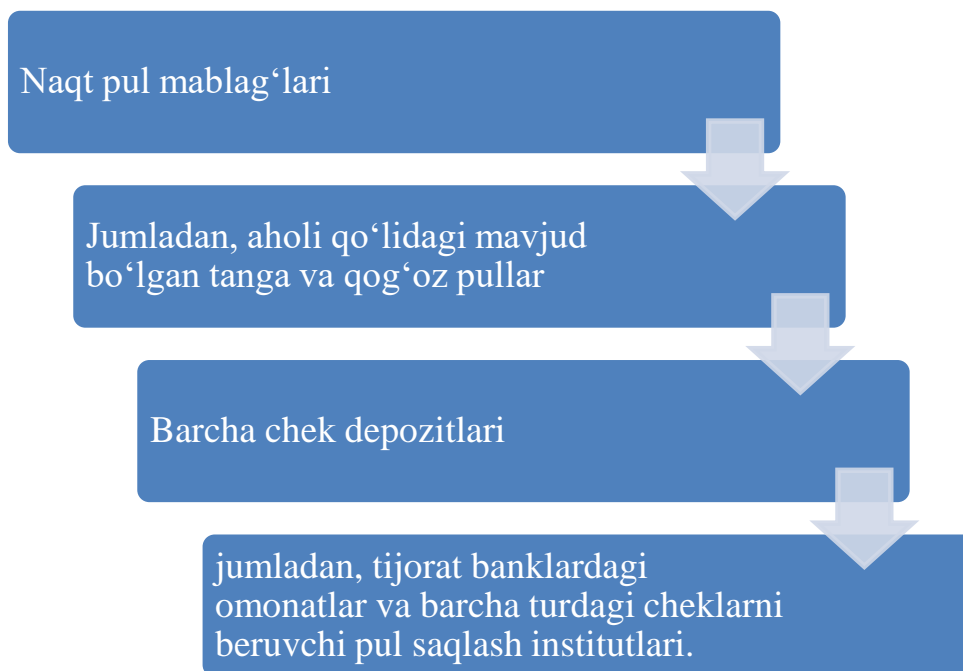 Naqt pul mablag‘lari
Jumladan, aholi qo‘lidagi mavjud
bo‘lgan tanga va qog‘oz pullar
Barcha chek depozitlari
jumladan, tijorat banklardagi
omonatlar va barcha turdagi cheklarni
beruvchi pul saqlash institutlari.